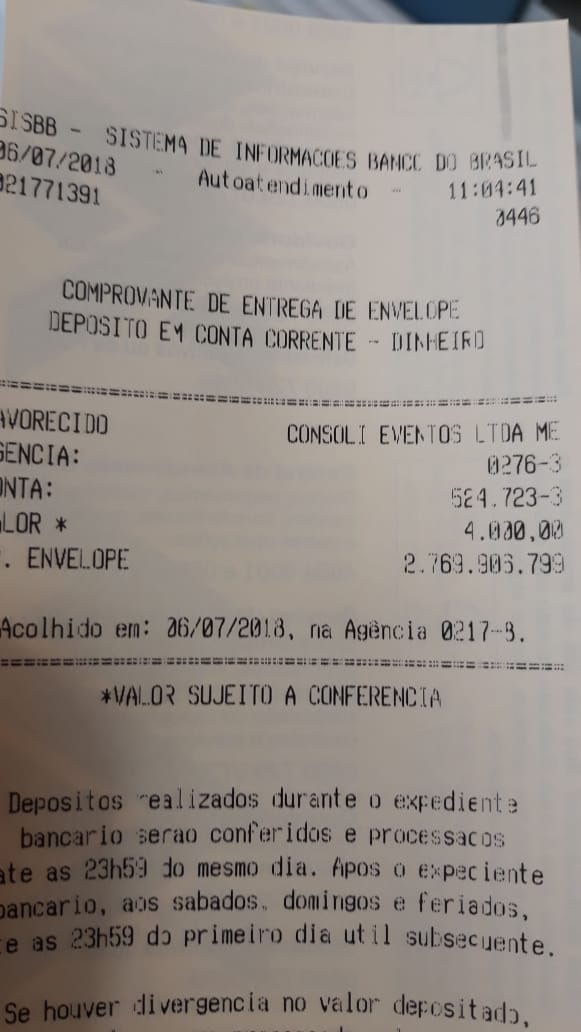 SISBB - SISTEMA DE INFORMACOES BANCO DO BRASIL
06/07/2018 - Autoatendimento - 11:04:41
021771391 0446
COMPROVANTE DE ENTREGA DE ENVELOPE
DEPOSITO EM CONTA CORRENTE - DINHEIRO
AVORECIDO CONSOLI EVENTOS LTDA ME
GENCIA: 0276-3
ONTA: 524.723-3
ALOR * 4.000,00
. ENVELOPE 2.769.906.799
Acolhido em: 06/07/2018, na Agência 0217-8.
*VALOR SUJEITO A CONFERENCIA
Depositos realizados durante o expediente
bancario serao conferidos e processados
ate as 23h59 do mesmo dia. Apos o expediente
bancario, aos sabados, domingos e feriados,
te as 23h59 do primeiro dia util subsequente.
Se houver divergencia no valor depositado,